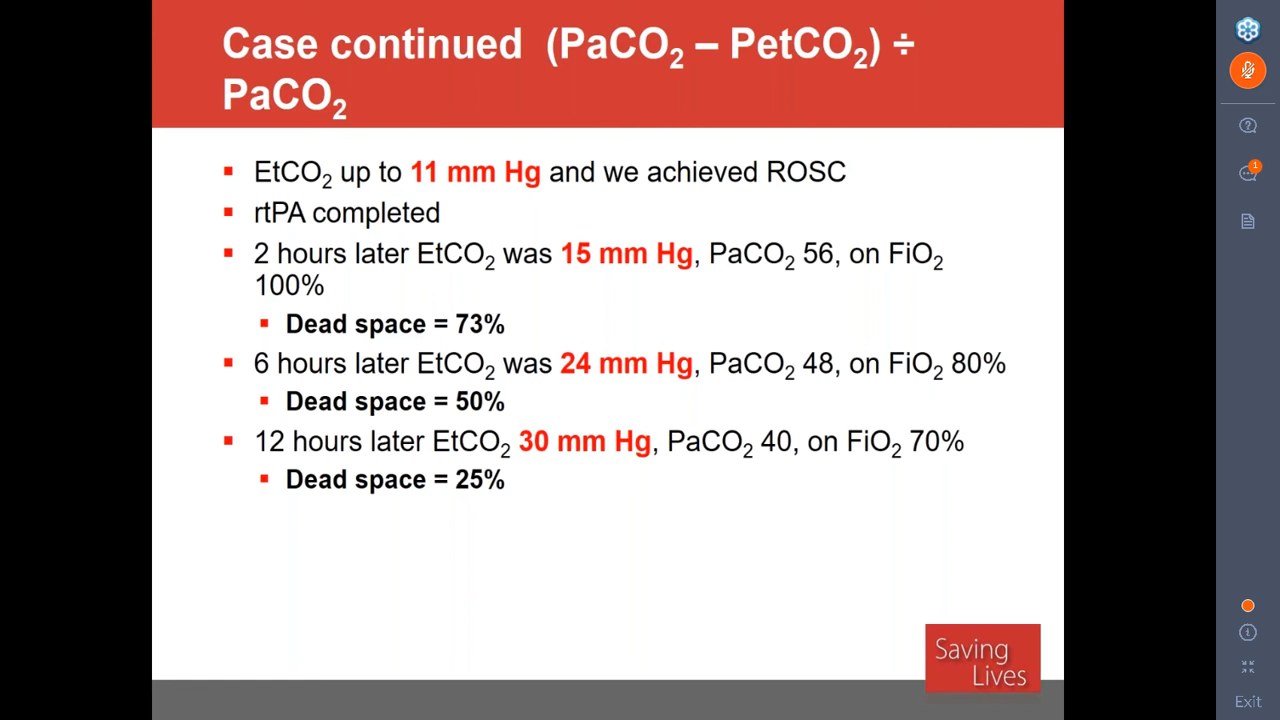 Case continued (PaCO₂ – PetCO₂) ÷
PaCO₂
EtCO₂ up to 11 mm Hg and we achieved ROSC
rtPA completed
2 hours later EtCO₂ was 15 mm Hg, PaCO₂ 56, on FiO₂
100%
Dead space = 73%
6 hours later EtCO₂ was 24 mm Hg, PaCO₂ 48, on FiO₂ 80%
Dead space = 50%
12 hours later EtCO₂ 30 mm Hg, PaCO₂ 40, on FiO₂ 70%
Dead space = 25%
Saving
Lives
1
Exit